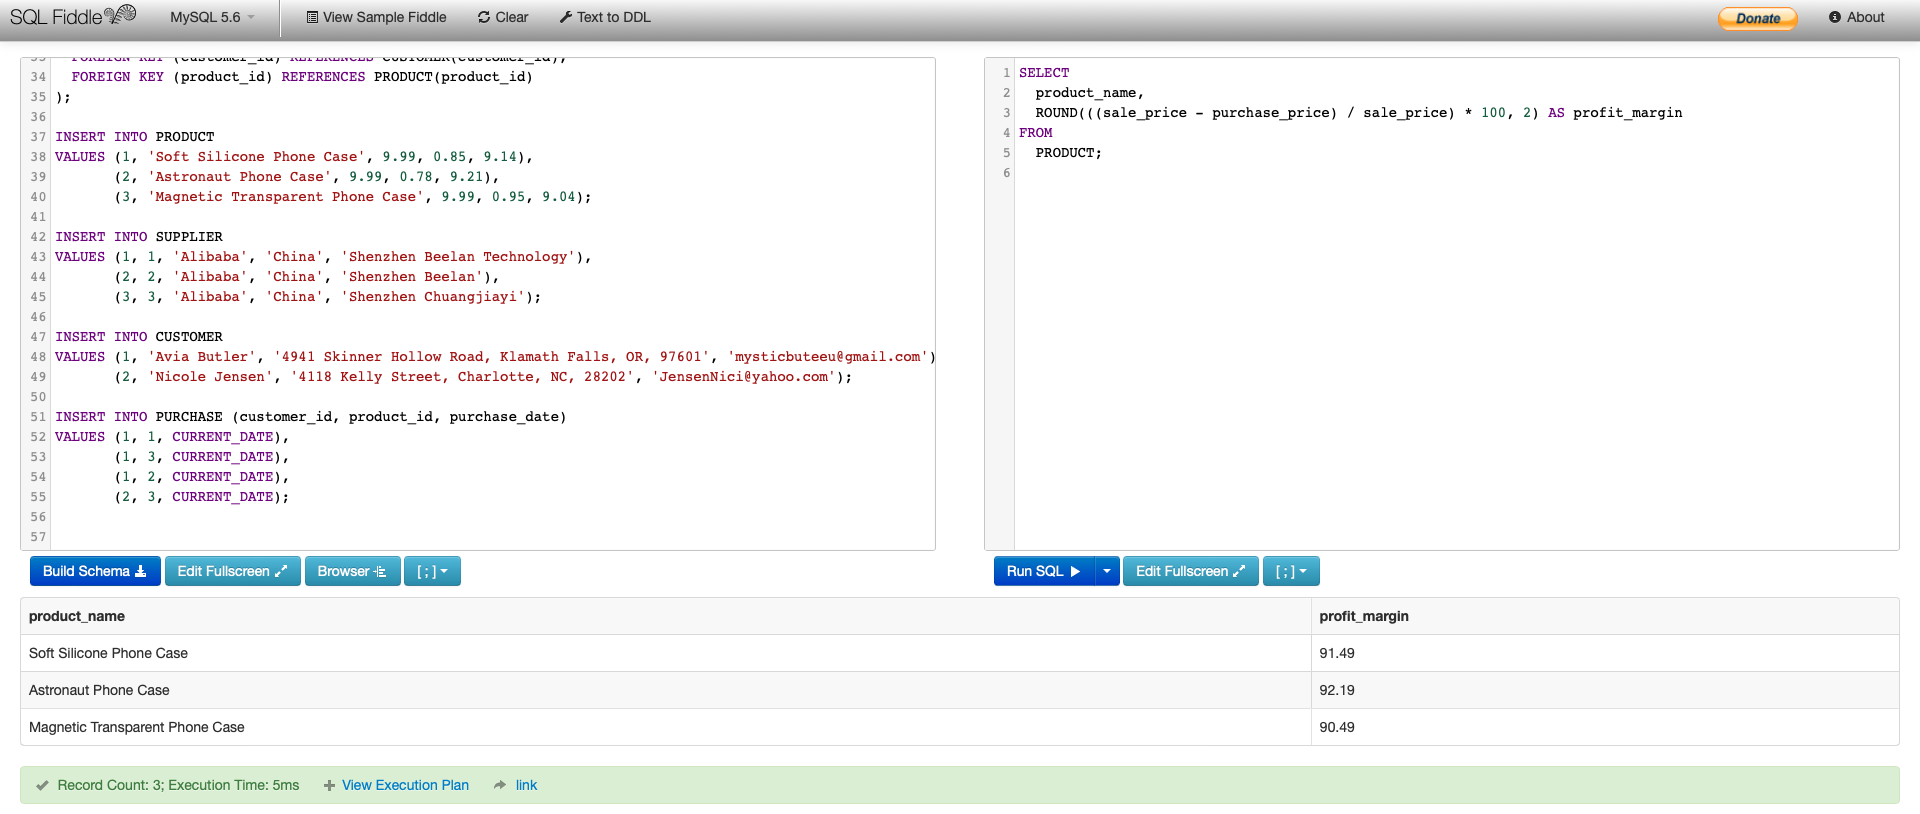 SQL Fiddle MySQL 5.6 View Sample Fiddle Clear Text to DDL Donate About
33 FOREIGN KEY (customer_id) REFERENCES CUSTOMER(customer_id),
34 FOREIGN KEY (product_id) REFERENCES PRODUCT(product_id)
35 );
36
37 INSERT INTO PRODUCT
38 VALUES (1, 'Soft Silicone Phone Case', 9.99, 0.85, 9.14),
39 (2, 'Astronaut Phone Case', 9.99, 0.78, 9.21),
40 (3, 'Magnetic Transparent Phone Case', 9.99, 0.95, 9.04);
41
42 INSERT INTO SUPPLIER
43 VALUES (1, 1, 'Alibaba', 'China', 'Shenzhen Beelan Technology'),
44 (2, 2, 'Alibaba', 'China', 'Shenzhen Beelan'),
45 (3, 3, 'Alibaba', 'China', 'Shenzhen Chuangjiayi');
46
47 INSERT INTO CUSTOMER
48 VALUES (1, 'Avia Butler', '4941 Skinner Hollow Road, Klamath Falls, OR, 97601', 'mysticbuteeu@gmail.com')
49 (2, 'Nicole Jensen', '4118 Kelly Street, Charlotte, NC, 28202', 'JensenNici@yahoo.com');
50
51 INSERT INTO PURCHASE (customer_id, product_id, purchase_date)
52 VALUES (1, 1, CURRENT_DATE),
53 (1, 3, CURRENT_DATE),
54 (1, 2, CURRENT_DATE),
55 (2, 3, CURRENT_DATE);
56
57
Build Schema Edit Fullscreen Browser [ ; ]
1 SELECT
2 product_name,
3 ROUND(((sale_price - purchase_price) / sale_price) * 100, 2) AS profit_margin
4 FROM
5 PRODUCT;
6
Run SQL Edit Fullscreen [ ; ]
product_name profit_margin
Soft Silicone Phone Case 91.49
Astronaut Phone Case 92.19
Magnetic Transparent Phone Case 90.49
Record Count: 3; Execution Time: 5ms View Execution Plan link